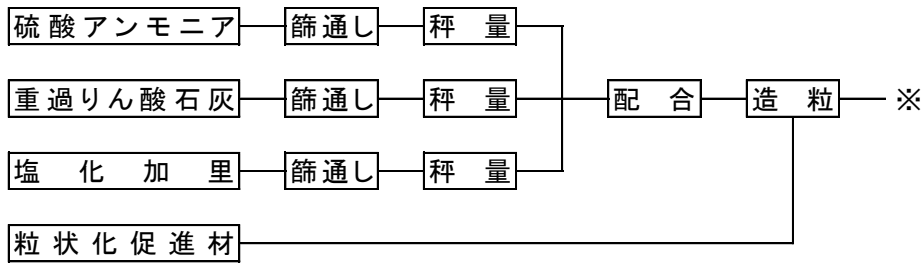 硫酸アンモニア 篩通し 秤量
重過りん酸石灰 篩通し 秤量 配合 造粒 ※
塩化加里 篩通し 秤量
粒状化促進材